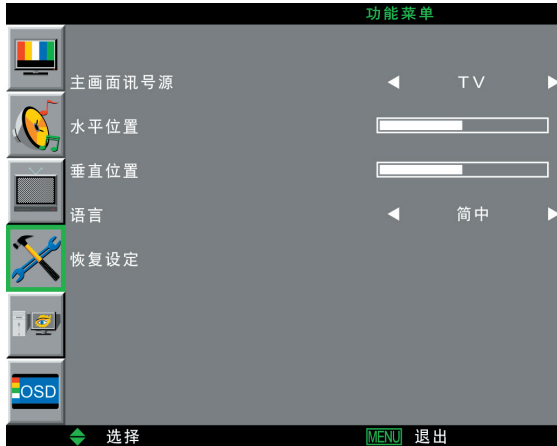 功能菜单
主画面讯号源 TV
水平位置
垂直位置
语言 简中
恢复设定
OSD
选择 MENU 退出